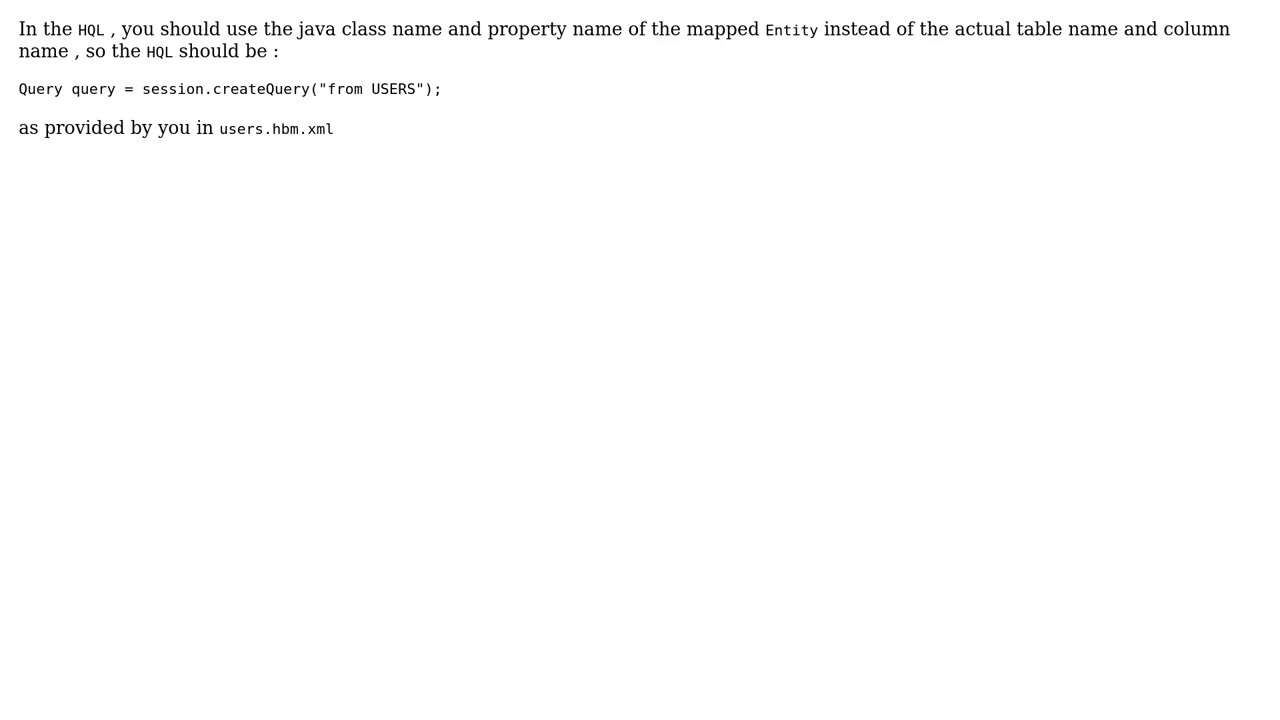 In the HQL , you should use the java class name and property name of the mapped Entity instead of the actual table name and column
name , so the HQL should be :
Query query = session.createQuery("from USERS");
as provided by you in users.hbm.xml